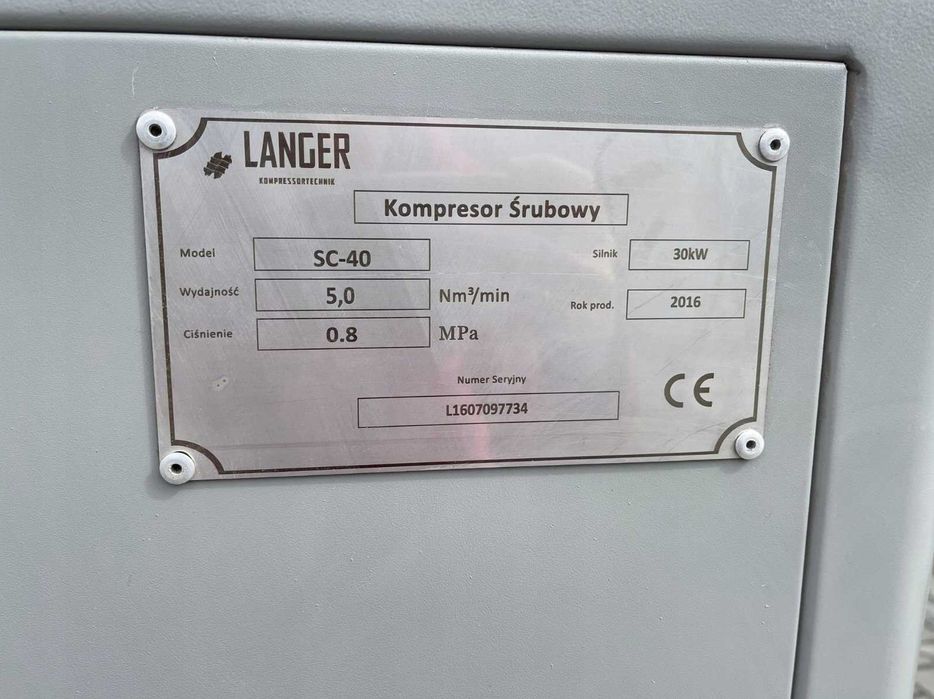 LANGER
KOMPRESSORTECHNIK
Kompresor Śrubowy
Model SC-40
Silnik 30kW
Wydajność 5,0 Nm³/min
Rok prod. 2016
Ciśnienie 0.8 MPa
Numer Seryjny
L1607097734
CE